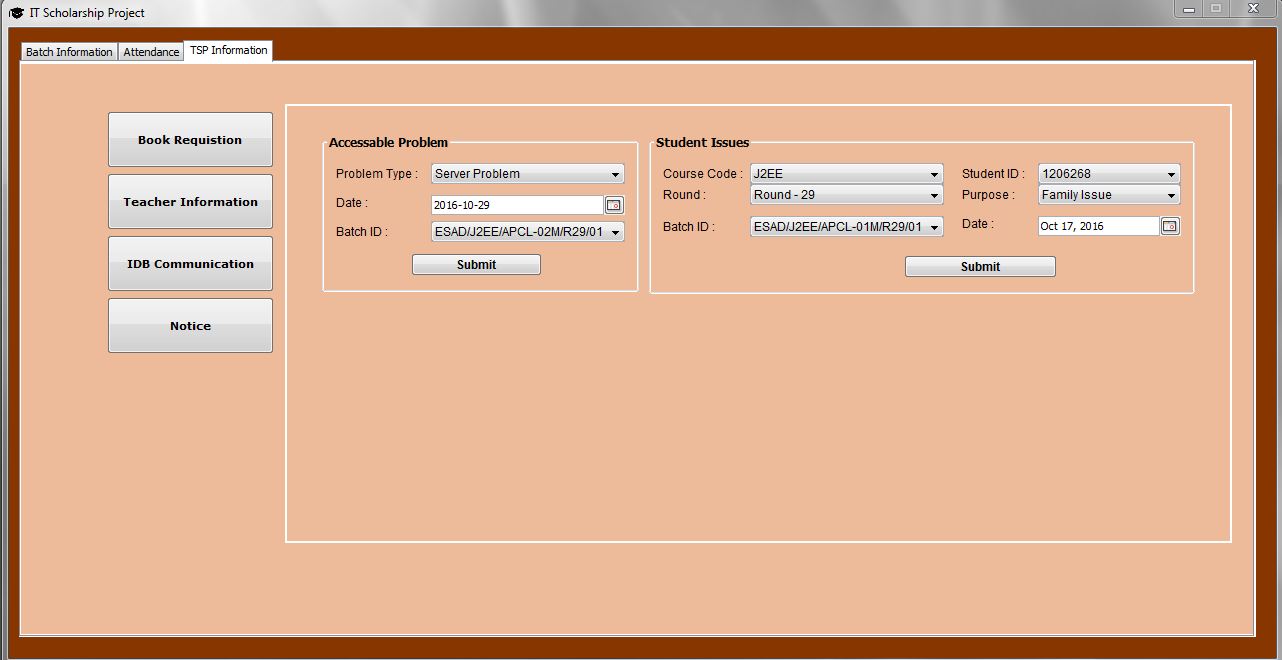 IT Scholarship Project
Batch Information Attendance TSP Information
Book Requistion
Teacher Information
IDB Communication
Notice
Accessable Problem
Problem Type : Server Problem
Date : 2016-10-29
Batch ID : ESAD/J2EE/APCL-02M/R29/01
Submit
Student Issues
Course Code : J2EE Student ID : 1206268
Round : Round - 29 Purpose : Family Issue
Batch ID : ESAD/J2EE/APCL-01M/R29/01 Date : Oct 17, 2016
Submit